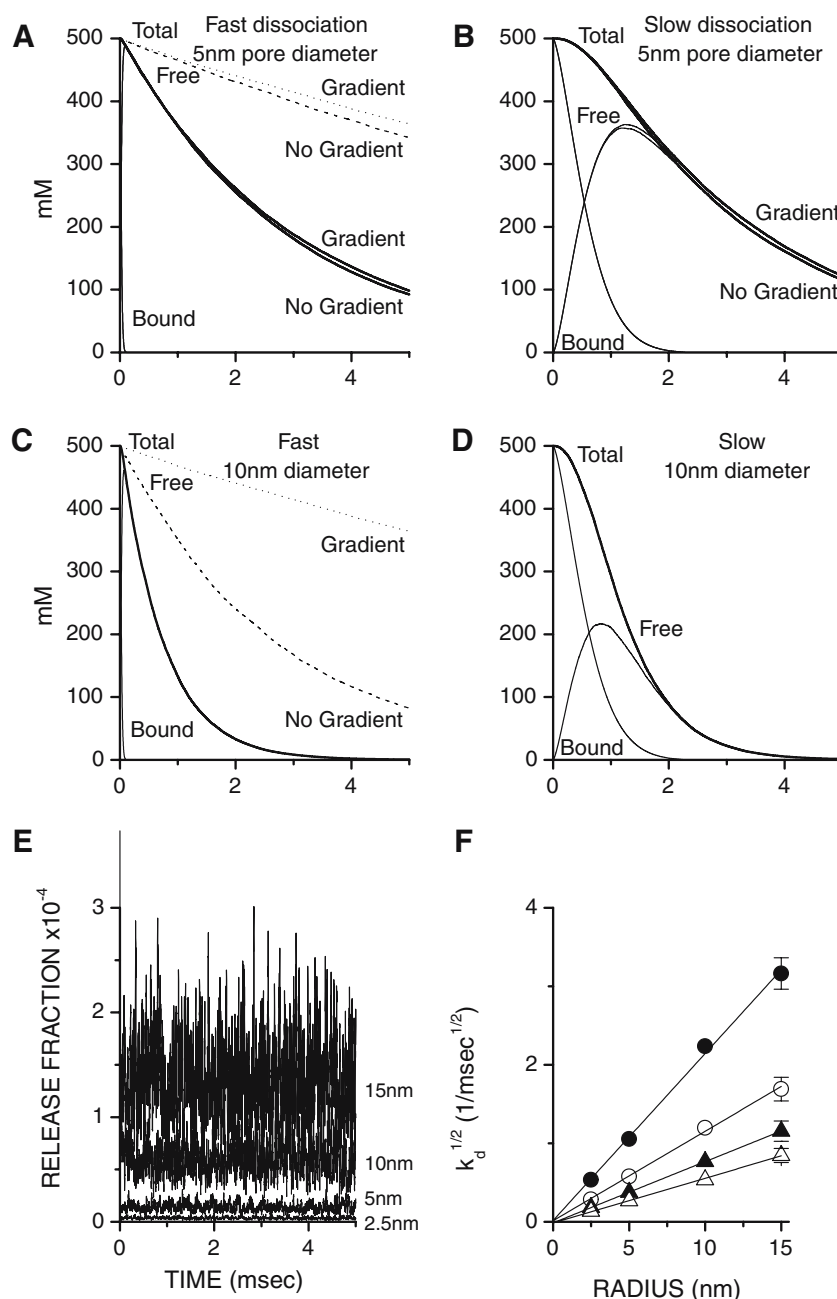 A
Fast dissociation
5nm pore diameter
Total
Free
Gradient
No Gradient
Gradient
No Gradient
Bound
mM
500
400
300
200
100
0
0 2 4
B
Slow dissociation
5nm pore diameter
Total
Free
Gradient
No Gradient
Bound
500
400
300
200
100
0
0 2 4
C
Fast
10nm diameter
Total
Free
Gradient
No Gradient
Bound
mM
500
400
300
200
100
0
0 2 4
D
Slow
10nm diameter
Total
Free
Bound
500
400
300
200
100
0
0 2 4
E
RELEASE FRACTION x10-4
3
2
1
0
15nm
10nm
5nm
2.5nm
0 2 4
TIME (msec)
F
kd1/2 (1/msec1/2)
4
2
0
0 5 10 15
RADIUS (nm)